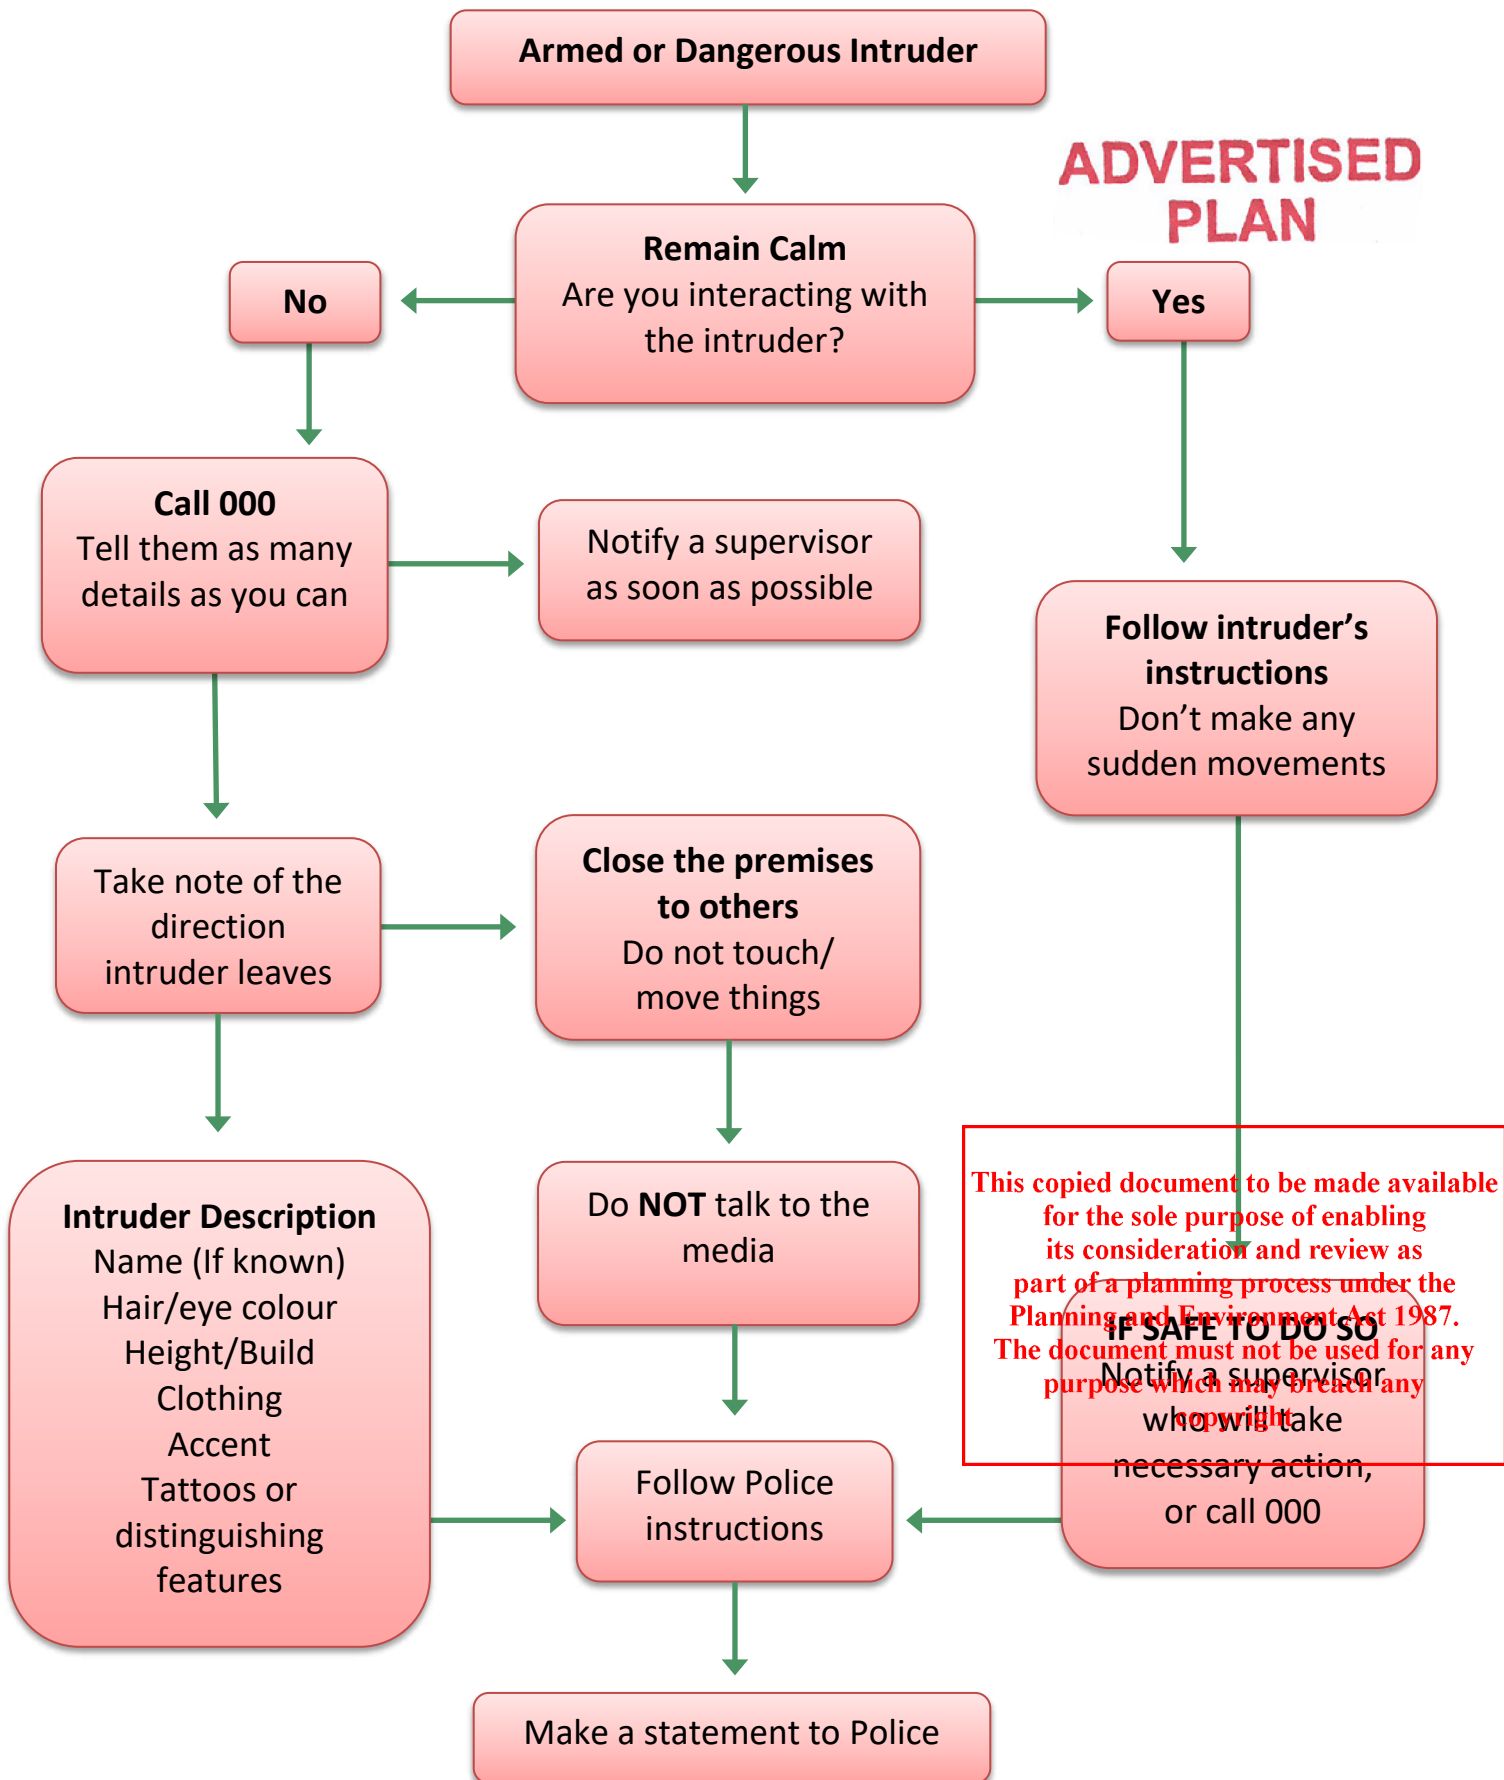 Armed or Dangerous Intruder
ADVERTISED
PLAN
Remain Calm
Are you interacting with
the intruder?
No
Yes
Call 000
Tell them as many
details as you can
Notify a supervisor
as soon as possible
Follow intruder’s
instructions
Don’t make any
sudden movements
Take note of the
direction
intruder leaves
Close the premises
to others
Do not touch/
move things
Intruder Description
Name (If known)
Hair/eye colour
Height/Build
Clothing
Accent
Tattoos or
distinguishing
features
Do NOT talk to the
media
This copied document to be made available
for the sole purpose of enabling
its consideration and review as
part of a planning process under the
Planning and Environment Act 1987.
The document must not be used for any
purpose which may breach any
copyright
IF SAFE TO DO SO
Notify a supervisor
who will take
necessary action,
or call 000
Follow Police
instructions
Make a statement to Police